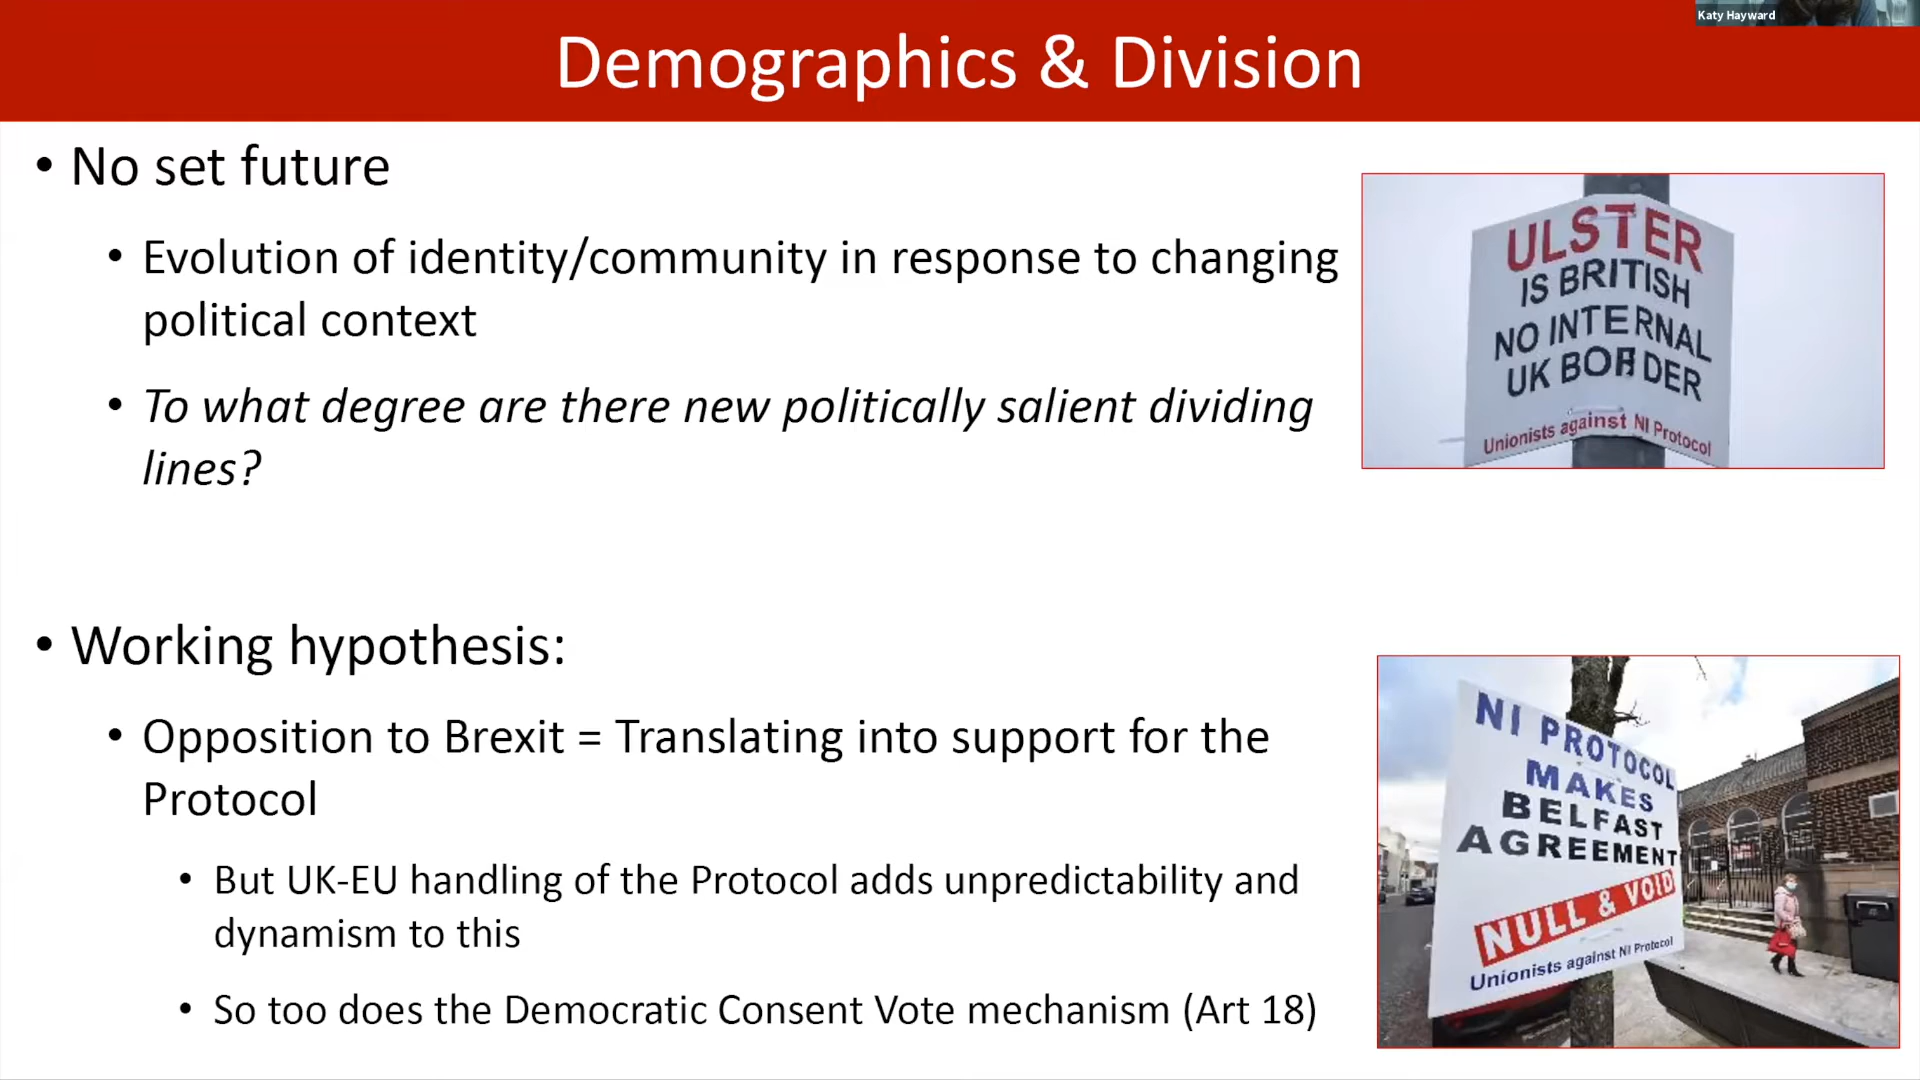 Katy Hayward
Demographics & Division
• No set future
• Evolution of identity/community in response to changing
political context
• To what degree are there new politically salient dividing
lines?
• Working hypothesis:
• Opposition to Brexit = Translating into support for the
Protocol
• But UK-EU handling of the Protocol adds unpredictability and
dynamism to this
• So too does the Democratic Consent Vote mechanism (Art 18)
ULSTER
IS BRITISH
NO INTERNAL
UK BORDER
Unionists against NI Protocol
NI PROTOCOL
MAKES
BELFAST
AGREEMENT
NULL & VOID
Unionists against NI Protocol